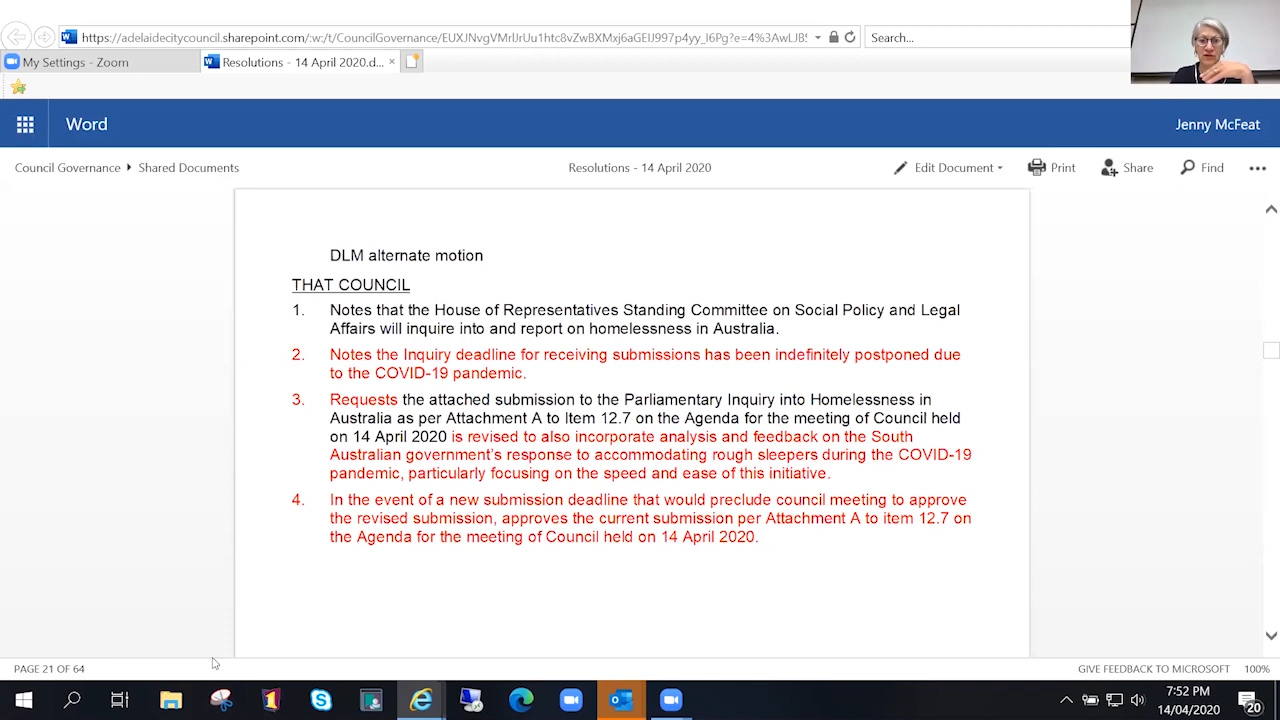 https://adelaidecitycouncil.sharepoint.com/:w:/t/CouncilGovernance/
Search...
My Settings - Zoom
Resolutions - 14 April 2020.d...
Word
Jenny McFeat
Council Governance
Shared Documents
Resolutions - 14 April 2020
Edit Document
Print
Share
Find
DLM alternate motion
THAT COUNCIL
1. Notes that the House of Representatives Standing Committee on Social Policy and Legal
Affairs will inquire into and report on homelessness in Australia.
2. Notes the Inquiry deadline for receiving submissions has been indefinitely postponed due
to the COVID-19 pandemic.
3. Requests the attached submission to the Parliamentary Inquiry into Homelessness in
Australia as per Attachment A to Item 12.7 on the Agenda for the meeting of Council held
on 14 April 2020 is revised to also incorporate analysis and feedback on the South
Australian government's response to accommodating rough sleepers during the COVID-19
pandemic, particularly focusing on the speed and ease of this initiative.
4. In the event of a new submission deadline that would preclude council meeting to approve
the revised submission, approves the current submission per Attachment A to item 12.7 on
the Agenda for the meeting of Council held on 14 April 2020.
PAGE 21 OF 64
GIVE FEEDBACK TO MICROSOFT
100%
7:52 PM
14/04/2020
20